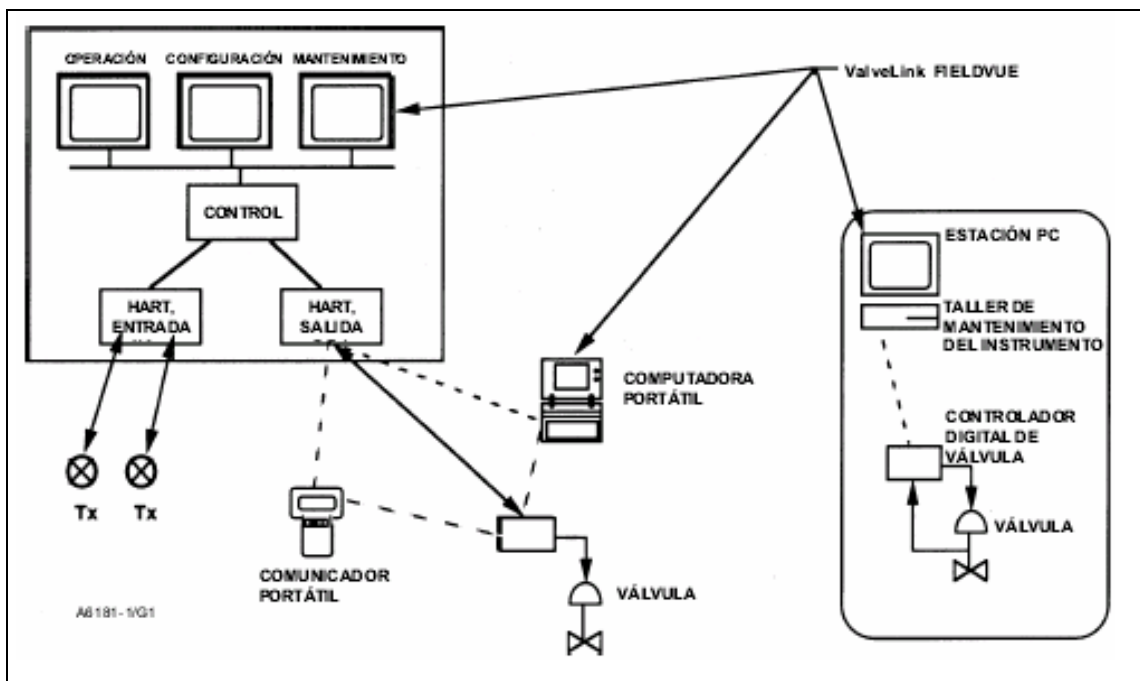 OPERACIÓN CONFIGURACIÓN MANTENIMIENTO
ValveLink FIELDVUE
CONTROL
HART,
ENTRADA
HART,
SALIDA
ESTACIÓN PC
TALLER DE
MANTENIMIENTO
DEL INSTRUMENTO
COMPUTADORA
PORTÁTIL
CONTROLADOR
DIGITAL DE
VÁLVULA
Tx Tx
VÁLVULA
COMUNICADOR
PORTÁTIL
VÁLVULA
A6181-1/G1